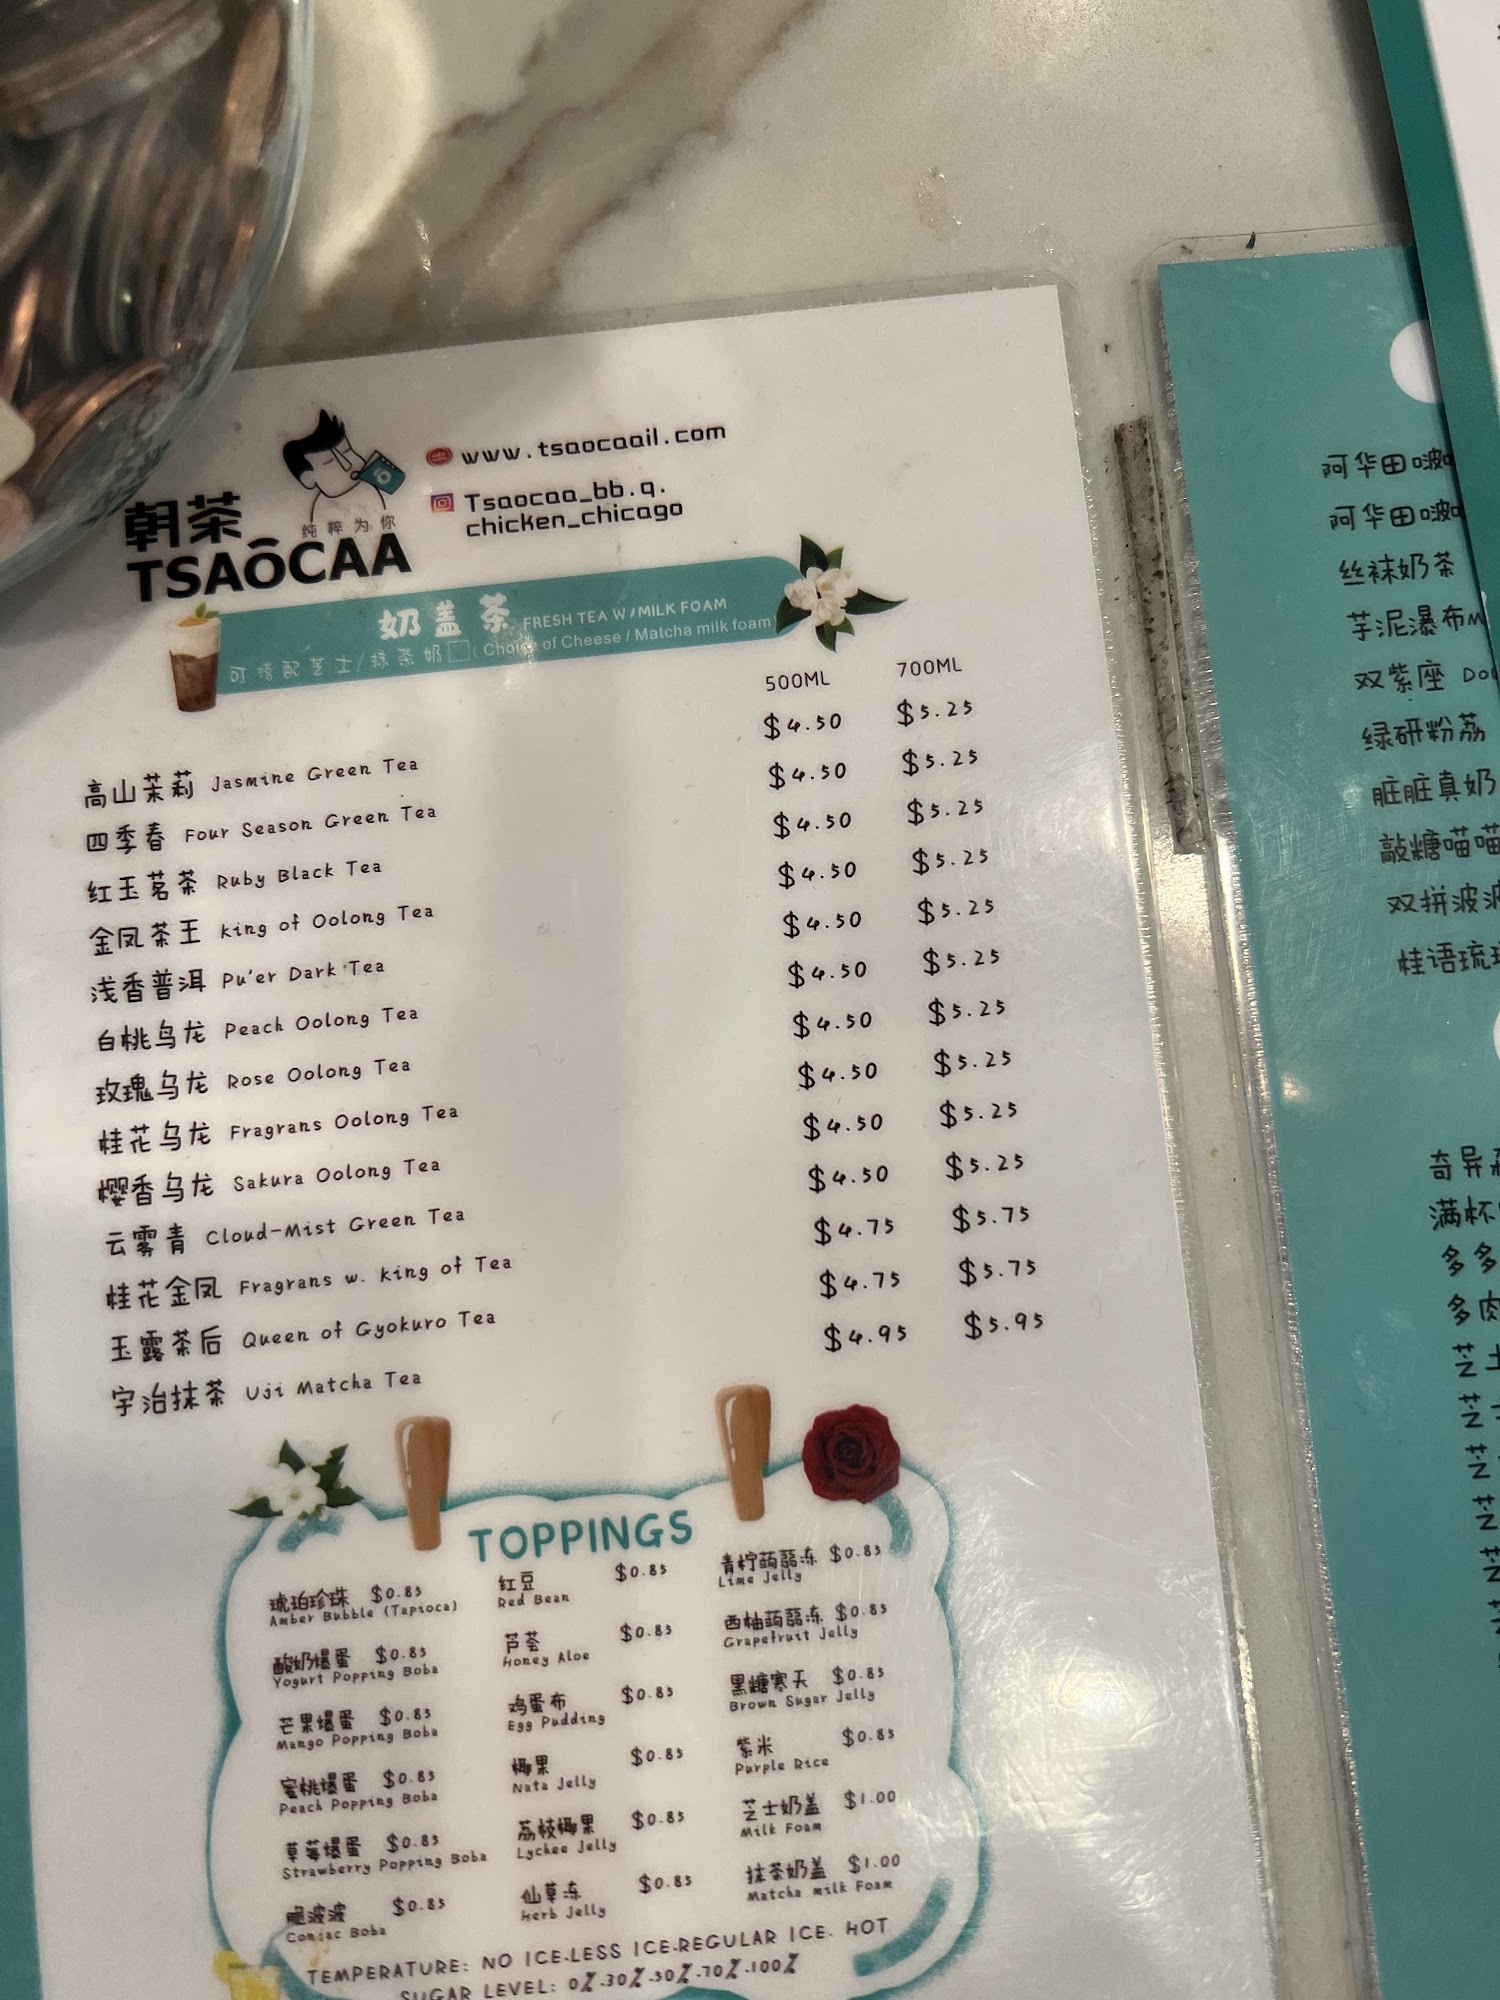 朝茶
TSAōCAA
纯粹为你
www.tsaocaail.com
Tsaocaa_bb.q.
chicken_chicago
奶盖茶 FRESH TEA W/MILK FOAM
可搭配芝士/抹茶奶□(Choice of Cheese / Matcha milk foam)
500ML 700ML
高山茉莉 Jasmine Green Tea $4.50 $5.25
四季春 Four Season Green Tea $4.50 $5.25
红玉茗茶 Ruby Black Tea $4.50 $5.25
金凤茶王 King of Oolong Tea $4.50 $5.25
浅香普洱 Pu'er Dark Tea $4.50 $5.25
白桃乌龙 Peach Oolong Tea $4.50 $5.25
玫瑰乌龙 Rose Oolong Tea $4.50 $5.25
桂花乌龙 Fragrans Oolong Tea $4.50 $5.25
樱香乌龙 Sakura Oolong Tea $4.50 $5.25
云雾青 Cloud-Mist Green Tea $4.50 $5.25
桂花金凤 Fragrans w. King of Tea $4.75 $5.75
玉露茶后 Queen of Gyokuro Tea $4.75 $5.75
宇治抹茶 Uji Matcha Tea $4.95 $5.95
TOPPINGS
琥珀珍珠 $0.85
Amber Bubble (Tapioca)
酸奶爆蛋 $0.85
Yogurt Popping Boba
芒果爆蛋 $0.85
Mango Popping Boba
蜜桃爆蛋 $0.85
Peach Popping Boba
草莓爆蛋 $0.85
Strawberry Popping Boba
脆波波 $0.85
Coniac Boba
红豆 $0.85
Red Bean
芦荟 $0.85
Honey Aloe
鸡蛋布 $0.85
Egg Pudding
椰果 $0.85
Nata Jelly
荔枝椰果 $0.85
Lychee Jelly
仙草冻 $0.85
Herb Jelly
青柠蒟蒻冻 $0.85
Lime Jelly
西柚蒟蒻冻 $0.85
Grapefruit Jelly
黑糖寒天 $0.85
Brown Sugar Jelly
紫米 $0.85
Purple Rice
芝士奶盖 $1.00
Milk Foam
抹茶奶盖 $1.00
Matcha milk Foam
TEMPERATURE: NO ICE.LESS ICE.REGULAR ICE. HOT
SUGAR LEVEL: 0%.30%.50%.70%.100%
阿华田啵
阿华田啵
丝袜奶茶
芋泥瀑布
双紫座
绿研粉荔
脏脏真奶
敲糖喵喵
双拼波
桂语琉
奇异
满杯
多多
多肉
芝士
芝
芝
芝
芝